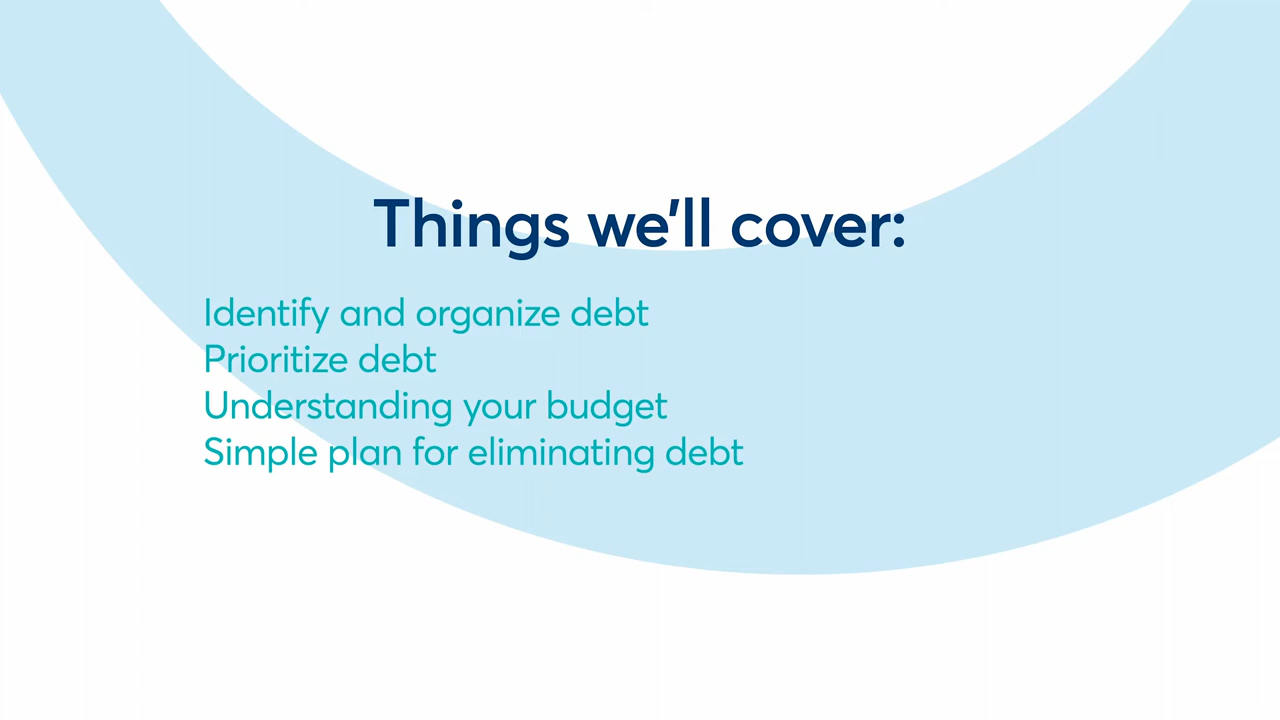 Things we'll cover:
Identify and organize debt
Prioritize debt
Understanding your budget
Simple plan for eliminating debt